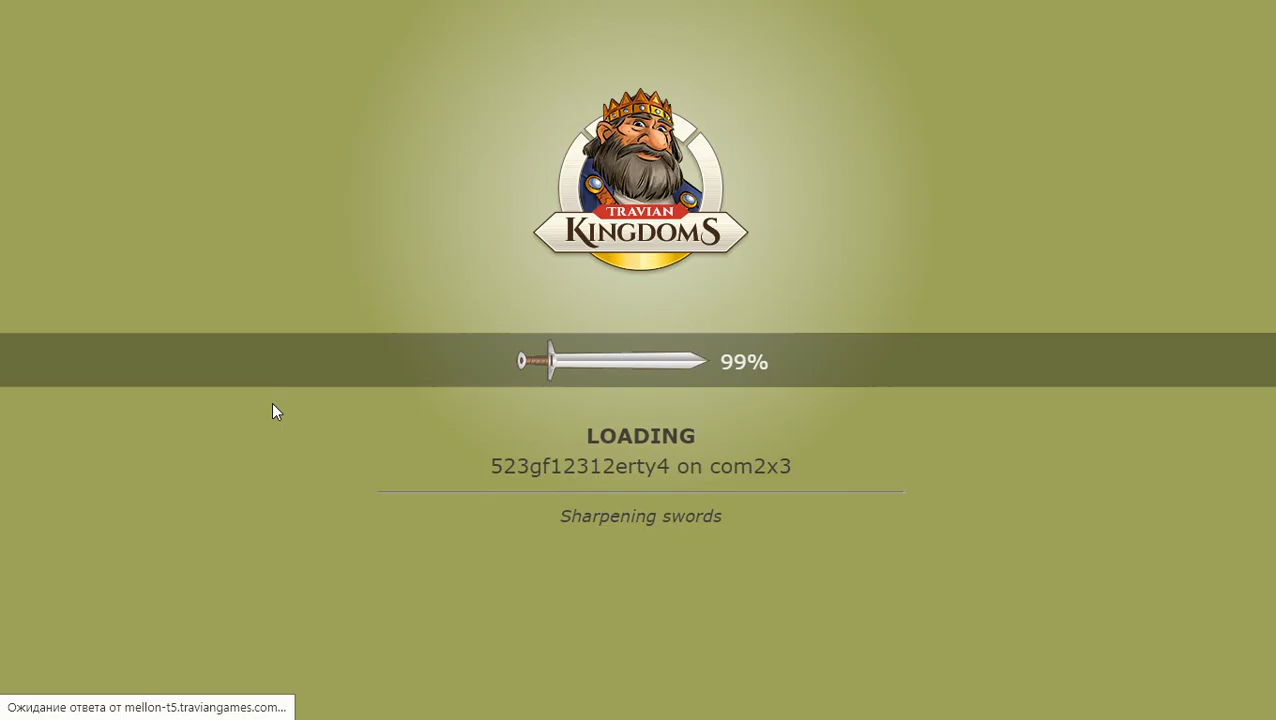 TRAVIAN
KINGDOMS
99%
LOADING
523gf12312erty4 on com2x3
Sharpening swords
Ожидание ответа от mellon-t5.traviangames.com...